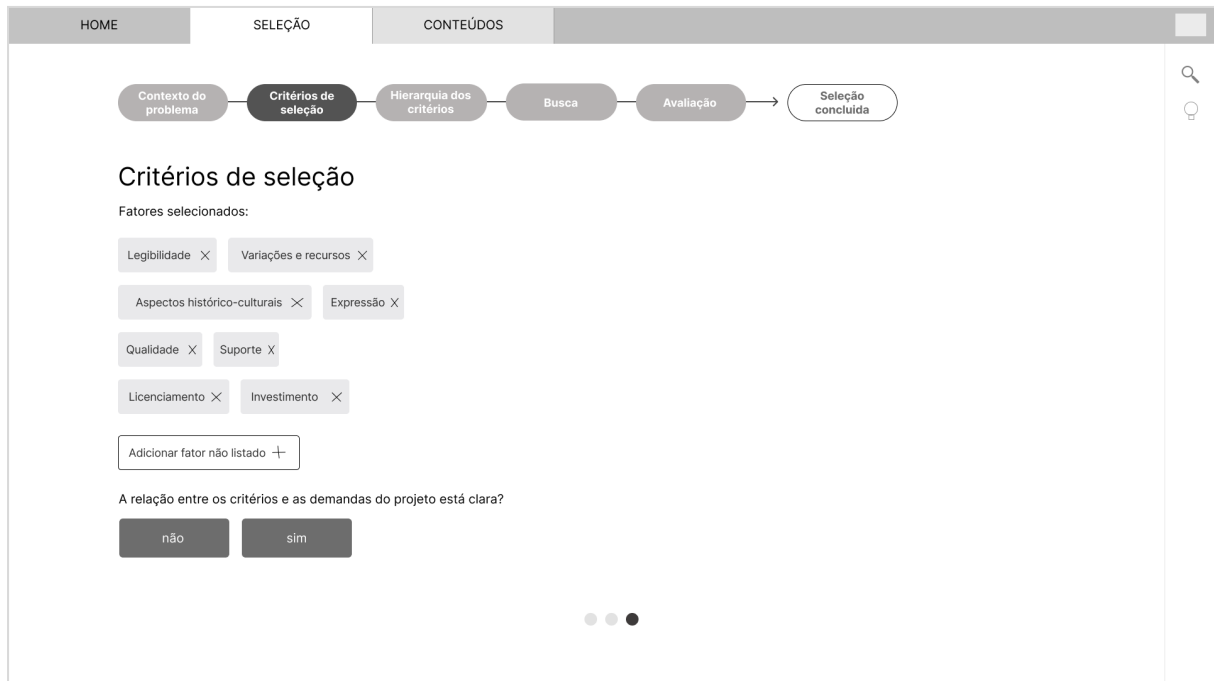 HOME
SELEÇÃO
CONTEÚDOS
Contexto do
problema
Critérios de
seleção
Hierarquia dos
critérios
Busca
Avaliação
Seleção
concluida
Critérios de seleção
Fatores selecionados:
Legibilidade
Variações e recursos
Aspectos histórico-culturais
Expressão
Qualidade
Suporte
Licenciamento
Investimento
Adicionar fator não listado
A relação entre os critérios e as demandas do projeto está clara?
não
sim